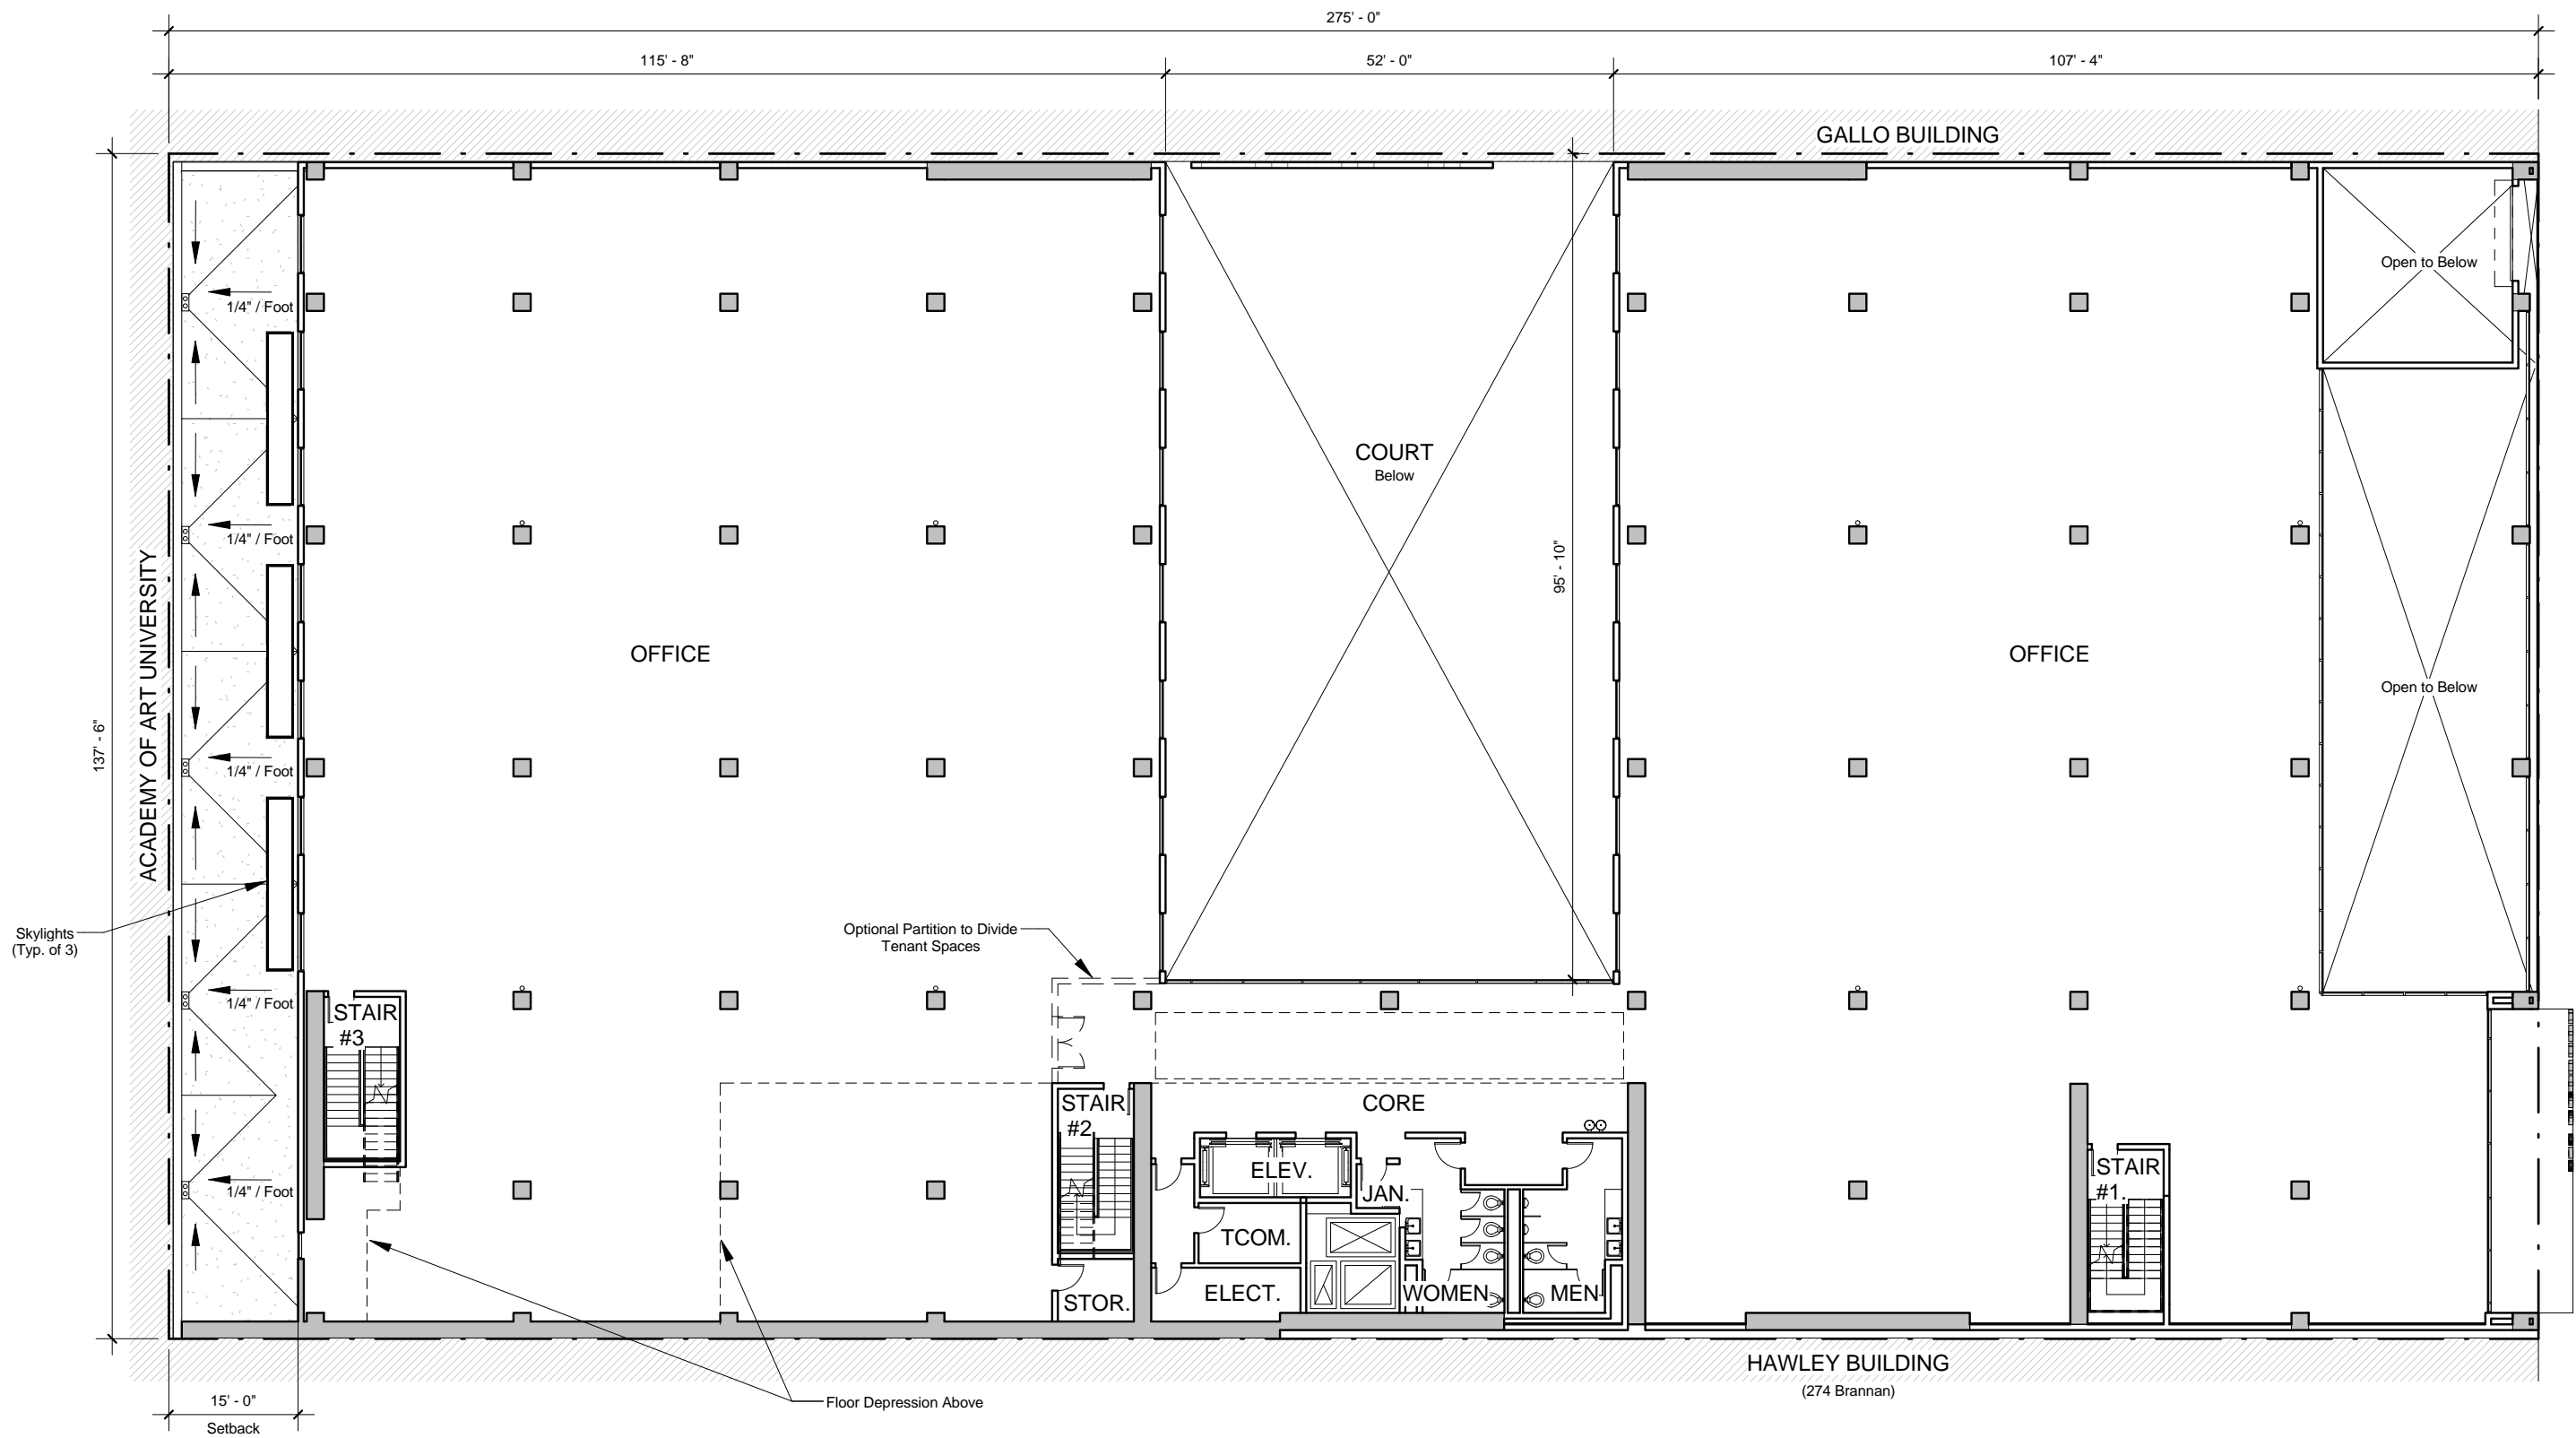 275' - 0"
115' - 8"
52' - 0"
107' - 4"
GALLO BUILDING
Open to Below
1/4" / Foot
COURT
Below
1/4" / Foot
95' - 10"
ACADEMY OF ART UNIVERSITY
OFFICE
OFFICE
Open to Below
137' - 6"
1/4" / Foot
Skylights
(Typ. of 3)
Optional Partition to Divide
Tenant Spaces
1/4" / Foot
STAIR
#3
STAIR
#2
CORE
ELEV.
JAN.
STAIR
#1.
1/4" / Foot
TCOM.
STOR.
ELECT.
WOMEN
MEN
HAWLEY BUILDING
(274 Brannan)
15' - 0"
Setback
Floor Depression Above